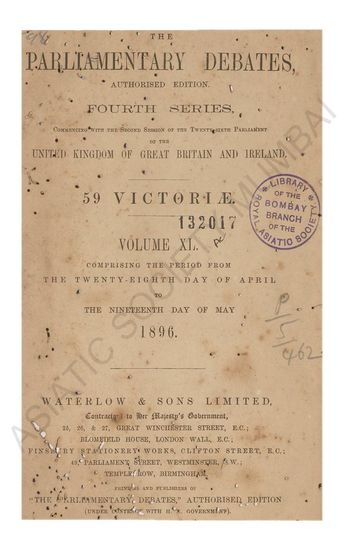 THE
PARLIAMENTARY DEBATES,
AUTHORISED EDITION.
FOURTH SERIES,
COMMENCING WITH THE SECOND SESSION OF THE TWENTY-SIXTH PARLIAMENT
OF THE
UNITED KINGDOM OF GREAT BRITAIN AND IRELAND,
59 VICTORIÆ.
132017
VOLUME XL.
COMPRISING THE PERIOD FROM
THE TWENTY-EIGHTH DAY OF APRIL
TO
THE NINETEENTH DAY OF MAY
1896.
LIBRARY
OF THE
BOMBAY
BRANCH
OF THE
ROYAL ASIATIC SOCIETY
P/5/462
WATERLOW & SONS LIMITED,
Contractors to Her Majesty's Government,
25, 26, & 27, GREAT WINCHESTER STREET, E.C.;
BLOMFIELD HOUSE, LONDON WALL, E.C.;
FINSBURY STATIONERY WORKS, CLIFTON STREET, E.C.;
49, PARLIAMENT STREET, WESTMINSTER, S.W.;
TEMPLE ROW, BIRMINGHAM,
PRINTERS AND PUBLISHERS OF
"THE PARLIAMENTARY DEBATES," AUTHORISED EDITION
(UNDER CONTRACT WITH H.M. GOVERNMENT).
ASIATIC SOCIETY MUMBAI